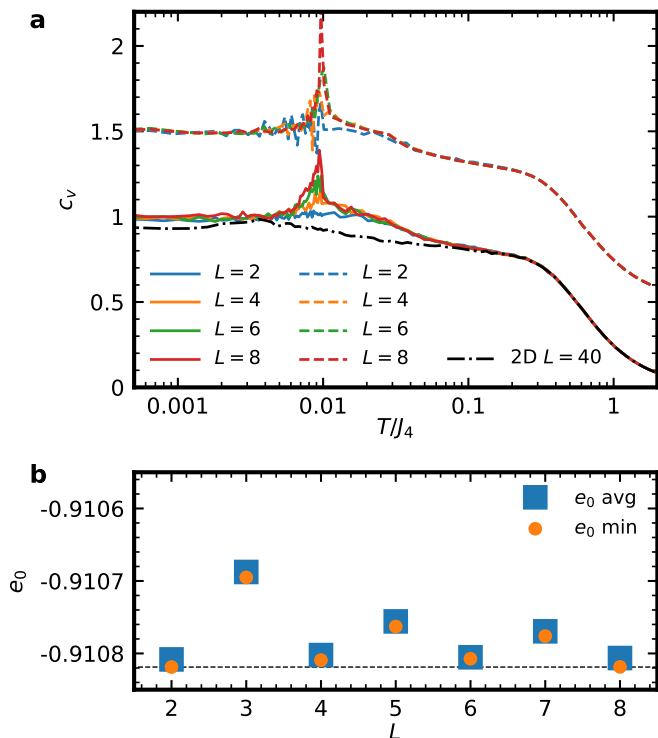 a
2
1.5
1
0.5
0
c_v
0.001 0.01 0.1 1
T/J_4
L = 2 L = 2
L = 4 L = 4
L = 6 L = 6
L = 8 L = 8 2D L = 40
b
-0.9106
-0.9107
-0.9108
e_0
e_0 avg
e_0 min
2 3 4 5 6 7 8
L